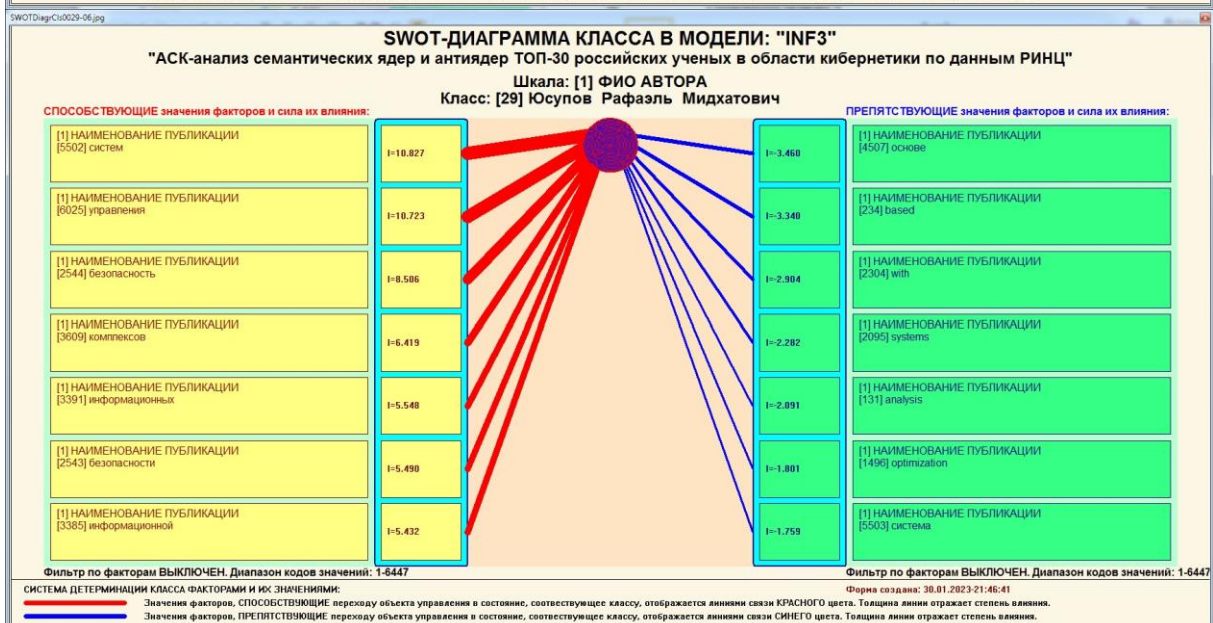 SWOTDiagrCls0029-06.jpg
SWOT-ДИАГРАММА КЛАССА В МОДЕЛИ: "INF3"
"АСК-анализ семантических ядер и антиядер ТОП-30 российских ученых в области кибернетики по данным РИНЦ"
Шкала: [1] ФИО АВТОРА
Класс: [29] Юсупов Рафаэль Мидхатович
СПОСОБСТВУЮЩИЕ значения факторов и сила их влияния:
[1] НАИМЕНОВАНИЕ ПУБЛИКАЦИИ
[5502] систем
I=10.827
[1] НАИМЕНОВАНИЕ ПУБЛИКАЦИИ
[6025] управления
I=10.723
[1] НАИМЕНОВАНИЕ ПУБЛИКАЦИИ
[2544] безопасность
I=8.506
[1] НАИМЕНОВАНИЕ ПУБЛИКАЦИИ
[3609] комплексов
I=6.419
[1] НАИМЕНОВАНИЕ ПУБЛИКАЦИИ
[3391] информационных
I=5.548
[1] НАИМЕНОВАНИЕ ПУБЛИКАЦИИ
[2543] безопасности
I=5.490
[1] НАИМЕНОВАНИЕ ПУБЛИКАЦИИ
[3385] информационной
I=5.432
Фильтр по факторам ВЫКЛЮЧЕН. Диапазон кодов значений: 1-6447
ПРЕПЯТСТВУЮЩИЕ значения факторов и сила их влияния:
I=-3.460
[1] НАИМЕНОВАНИЕ ПУБЛИКАЦИИ
[4507] основе
I=-3.340
[1] НАИМЕНОВАНИЕ ПУБЛИКАЦИИ
[234] based
I=-2.904
[1] НАИМЕНОВАНИЕ ПУБЛИКАЦИИ
[2304] with
I=-2.282
[1] НАИМЕНОВАНИЕ ПУБЛИКАЦИИ
[2095] systems
I=-2.091
[1] НАИМЕНОВАНИЕ ПУБЛИКАЦИИ
[131] analysis
I=-1.801
[1] НАИМЕНОВАНИЕ ПУБЛИКАЦИИ
[1496] optimization
I=-1.759
[1] НАИМЕНОВАНИЕ ПУБЛИКАЦИИ
[5503] система
Фильтр по факторам ВЫКЛЮЧЕН. Диапазон кодов значений: 1-6447
СИСТЕМА ДЕТЕРМИНАЦИИ КЛАССА ФАКТОРАМИ И ИХ ЗНАЧЕНИЯМИ:
Форма создана: 30.01.2023-21:46:41
Значения факторов, СПОСОБСТВУЮЩИЕ переходу объекта управления в состояние, соотвествующее классу, отображается линиями связи КРАСНОГО цвета. Толщина линии отражает степень влияния.
Значения факторов, ПРЕПЯТСТВУЮЩИЕ переходу объекта управления в состояние, соотвествующее классу, отображается линиями связи СИНЕГО цвета. Толщина линии отражает степень влияния.